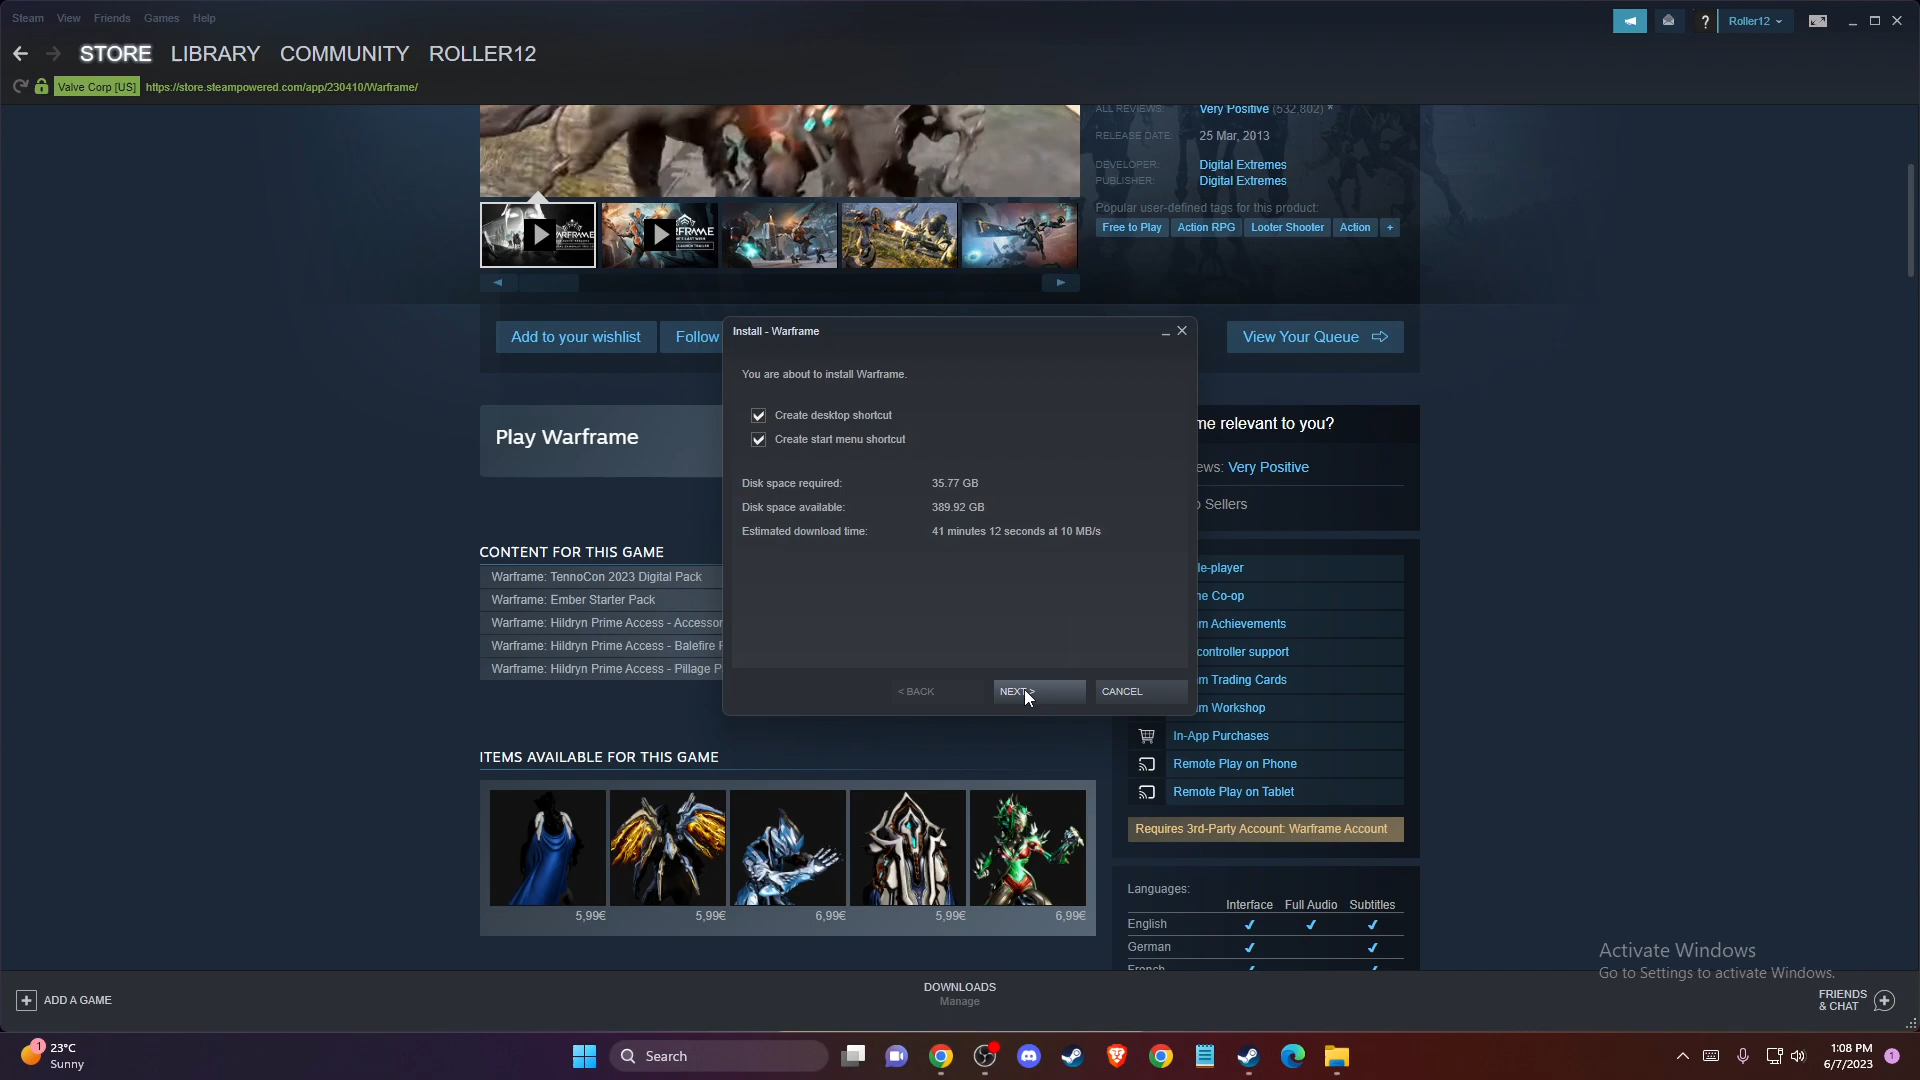 Steam View Friends Games Help
Roller12
STORE LIBRARY COMMUNITY ROLLER12
Valve Corp [US] https://store.steampowered.com/app/230410/Warframe/
ALL REVIEWS: Very Positive (532,802) *
RELEASE DATE: 25 Mar, 2013
DEVELOPER: Digital Extremes
PUBLISHER: Digital Extremes
Popular user-defined tags for this product:
Free to Play Action RPG Looter Shooter Action +
Add to your wishlist
Follow
View Your Queue
Install - Warframe
You are about to install Warframe.
Create desktop shortcut
Create start menu shortcut
Disk space required: 35.77 GB
Disk space available: 389.92 GB
Estimated download time: 41 minutes 12 seconds at 10 MB/s
< BACK NEXT > CANCEL
Play Warframe
CONTENT FOR THIS GAME
Warframe: TennoCon 2023 Digital Pack
Warframe: Ember Starter Pack
Warframe: Hildryn Prime Access - Accessor
Warframe: Hildryn Prime Access - Balefire
Warframe: Hildryn Prime Access - Pillage P
ITEMS AVAILABLE FOR THIS GAME
5,99€ 5,99€ 6,99€ 5,99€ 6,99€
me relevant to you?
ews: Very Positive
Sellers
le-player
ne Co-op
m Achievements
controller support
m Trading Cards
m Workshop
In-App Purchases
Remote Play on Phone
Remote Play on Tablet
Requires 3rd-Party Account: Warframe Account
Languages:
Interface Full Audio Subtitles
English
German
French
Activate Windows
Go to Settings to activate Windows.
ADD A GAME
DOWNLOADS
Manage
FRIENDS
& CHAT
1
23°C
Sunny
Search
1:08 PM
6/7/2023
1